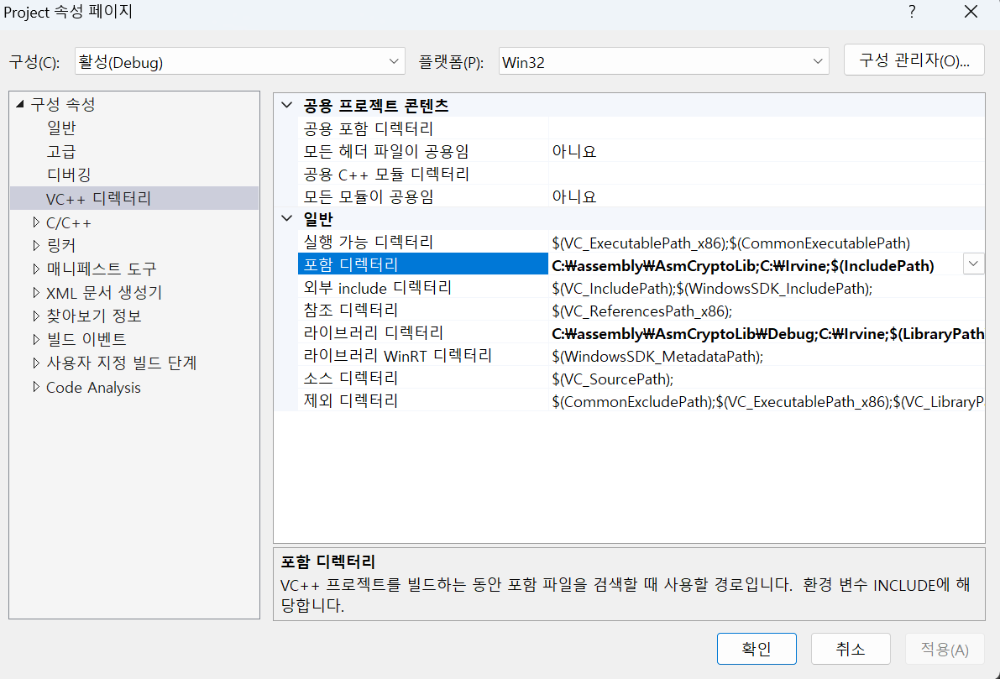 Project 속성 페이지
?
구성(C):
활성(Debug)
플랫폼(P):
Win32
구성 관리자(O)...
구성 속성
일반
고급
디버깅
VC++ 디렉터리
C/C++
링커
매니페스트 도구
XML 문서 생성기
찾아보기 정보
빌드 이벤트
사용자 지정 빌드 단계
Code Analysis
공용 프로젝트 콘텐츠
공용 포함 디렉터리
모든 헤더 파일이 공용임 아니요
공용 C++ 모듈 디렉터리
모든 모듈이 공용임 아니요
일반
실행 가능 디렉터리 $(VC_ExecutablePath_x86);$(CommonExecutablePath)
포함 디렉터리 C:₩assembly₩AsmCryptoLib;C:₩Irvine;$(IncludePath)
외부 include 디렉터리 $(VC_IncludePath);$(WindowsSDK_IncludePath);
참조 디렉터리 $(VC_ReferencesPath_x86);
라이브러리 디렉터리 C:₩assembly₩AsmCryptoLib₩Debug;C:₩Irvine;$(LibraryPath
라이브러리 WinRT 디렉터리 $(WindowsSDK_MetadataPath);
소스 디렉터리 $(VC_SourcePath);
제외 디렉터리 $(CommonExcludePath);$(VC_ExecutablePath_x86);$(VC_LibraryP
포함 디렉터리
VC++ 프로젝트를 빌드하는 동안 포함 파일을 검색할 때 사용할 경로입니다. 환경 변수 INCLUDE에 해
당합니다.
확인
취소
적용(A)